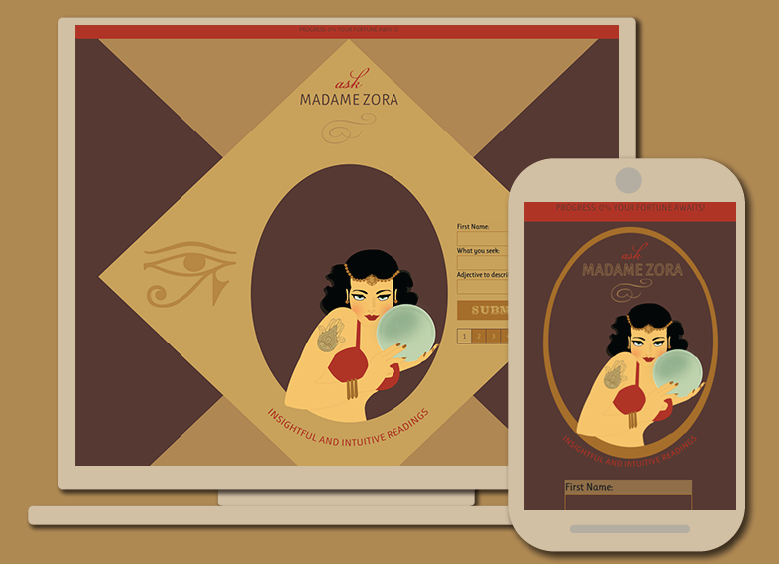 PROGRESS: 0% YOUR FORTUNE AWAITS!
ask
MADAME ZORA
First Name:
What you seek:
Adjective to descri
SUBM
1 2 3
INSIGHTFUL AND INTUITIVE READINGS
PROGRESS: 0% YOUR FORTUNE AWAITS!
ask
MADAME ZORA
INSIGHTFUL AND INTUITIVE READINGS
First Name: